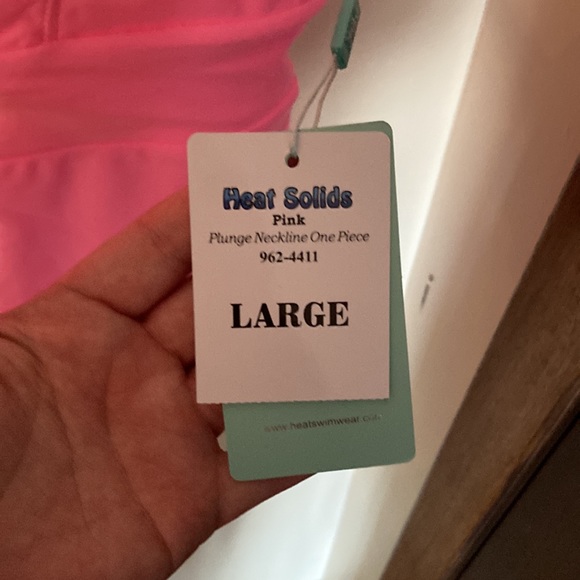 Heat Solids
Pink
Plunge Neckline One Piece
962-4411
LARGE
www.heatswimwear.com